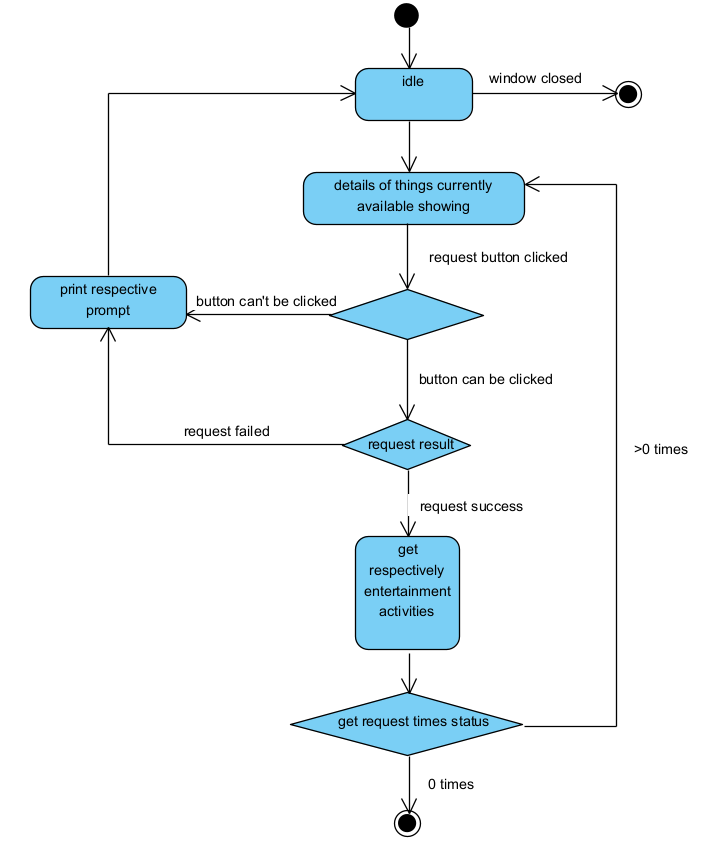 idle
window closed
details of things currently
available showing
request button clicked
print respective
prompt
button can't be clicked
button can be clicked
request failed
request result
>0 times
request success
get
respectively
entertainment
activities
get request times status
0 times